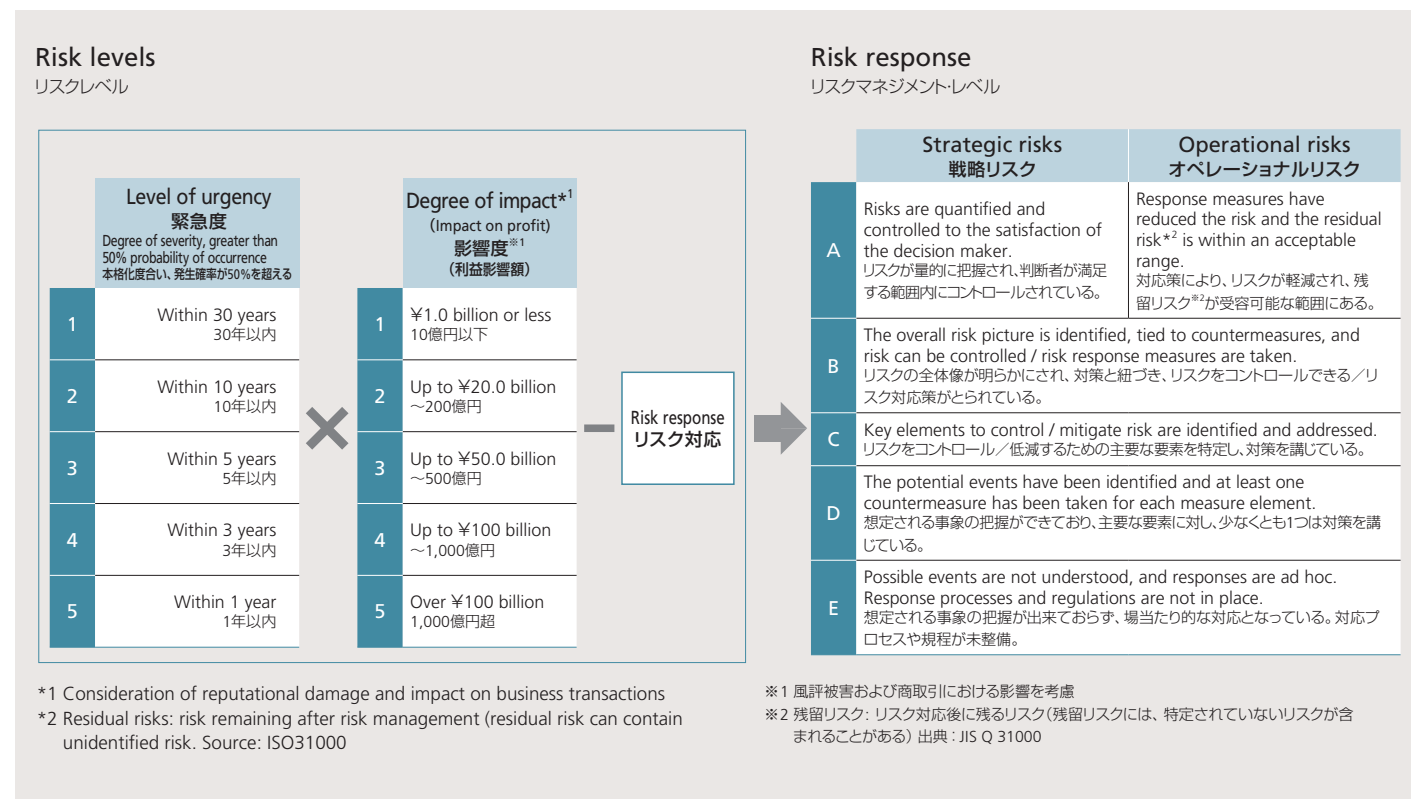 Risk levels
リスクレベル
Level of urgency
緊急度
Degree of severity, greater than
50% probability of occurrence
本格化度合い、発生確率が50%を超える
1
Within 30 years
30年以内
2
Within 10 years
10年以内
3
Within 5 years
5年以内
4
Within 3 years
3年以内
5
Within 1 year
1年以内
×
Degree of impact*1
(Impact on profit)
影響度※1
(利益影響額)
1
¥1.0 billion or less
10億円以下
2
Up to ¥20.0 billion
～200億円
3
Up to ¥50.0 billion
～500億円
4
Up to ¥100 billion
～1,000億円
5
Over ¥100 billion
1,000億円超
Risk response
リスク対応
Risk response
リスクマネジメント・レベル
Strategic risks
戦略リスク
Operational risks
オペレーショナルリスク
A
Risks are quantified and
controlled to the satisfaction of
the decision maker.
リスクが量的に把握され、判断者が満足
する範囲内にコントロールされている。
Response measures have
reduced the risk and the residual
risk*2 is within an acceptable
range.
対応策により、リスクが軽減され、残
留リスク※2が受容可能な範囲にある。
B
The overall risk picture is identified, tied to countermeasures, and
risk can be controlled / risk response measures are taken.
リスクの全体像が明らかにされ、対策と紐づき、リスクをコントロールできる／リ
スク対応策がとられている。
C
Key elements to control / mitigate risk are identified and addressed.
リスクをコントロール／低減するための主要な要素を特定し、対策を講じている。
D
The potential events have been identified and at least one
countermeasure has been taken for each measure element.
想定される事象の把握ができており、主要な要素に対し、少なくとも1つは対策を講
じている。
E
Possible events are not understood, and responses are ad hoc.
Response processes and regulations are not in place.
想定される事象の把握が出来ておらず、場当たり的な対応となっている。対応プ
ロセスや規程が未整備。
*1 Consideration of reputational damage and impact on business transactions
*2 Residual risks: risk remaining after risk management (residual risk can contain
unidentified risk. Source: ISO31000
※1 風評被害および商取引における影響を考慮
※2 残留リスク: リスク対応後に残るリスク(残留リスクには、特定されていないリスクが含
まれることがある) 出典：JIS Q 31000